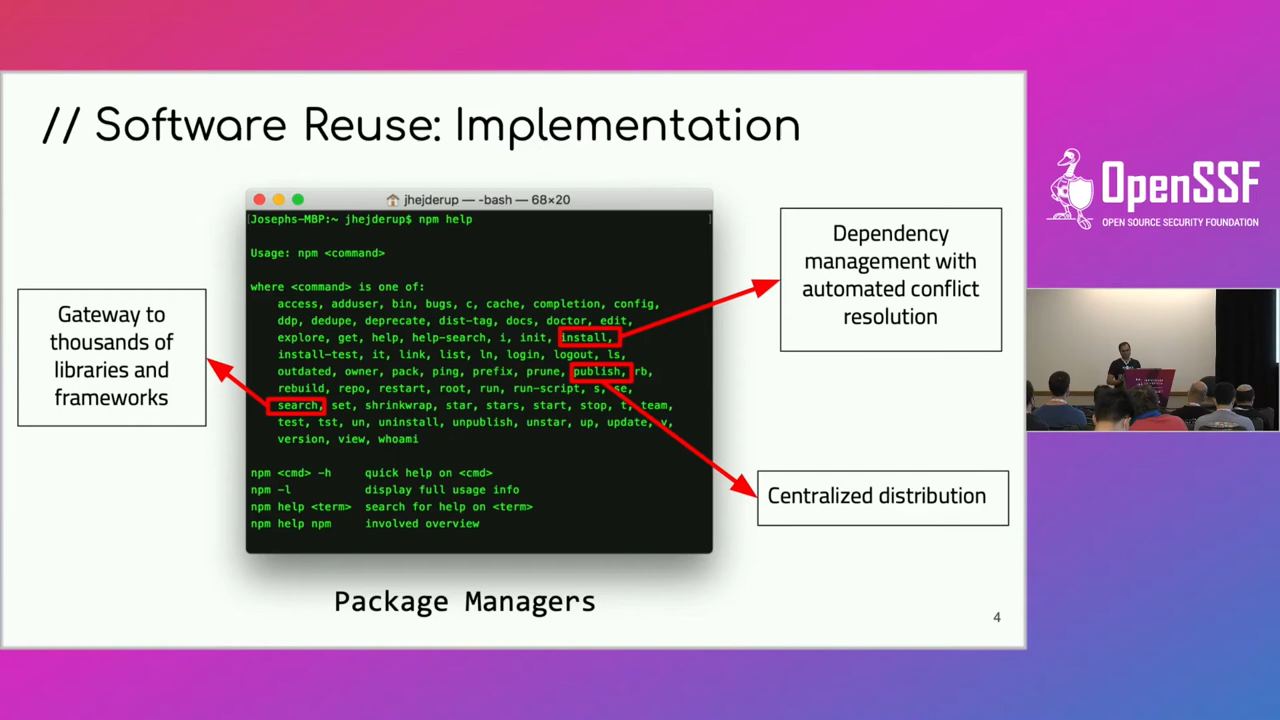 // Software Reuse: Implementation
jhejderup — -bash — 68×20
Josephs-MBP:~ jhejderup$ npm help
Usage: npm <command>
where <command> is one of:
access, adduser, bin, bugs, c, cache, completion, config,
ddp, dedupe, deprecate, dist-tag, docs, doctor, edit,
explore, get, help, help-search, i, init, install,
install-test, it, link, list, ln, login, logout, ls,
outdated, owner, pack, ping, prefix, prune, publish, rb,
rebuild, repo, restart, root, run, run-script, s, se,
search, set, shrinkwrap, star, stars, start, stop, t, team,
test, tst, un, uninstall, unpublish, unstar, up, update, v,
version, view, whoami
npm <cmd> -h quick help on <cmd>
npm -l display full usage info
npm help <term> search for help on <term>
npm help npm involved overview
Gateway to
thousands of
libraries and
frameworks
Dependency
management with
automated conflict
resolution
Centralized distribution
Package Managers
4
OpenSSF
OPEN SOURCE SECURITY FOUNDATION